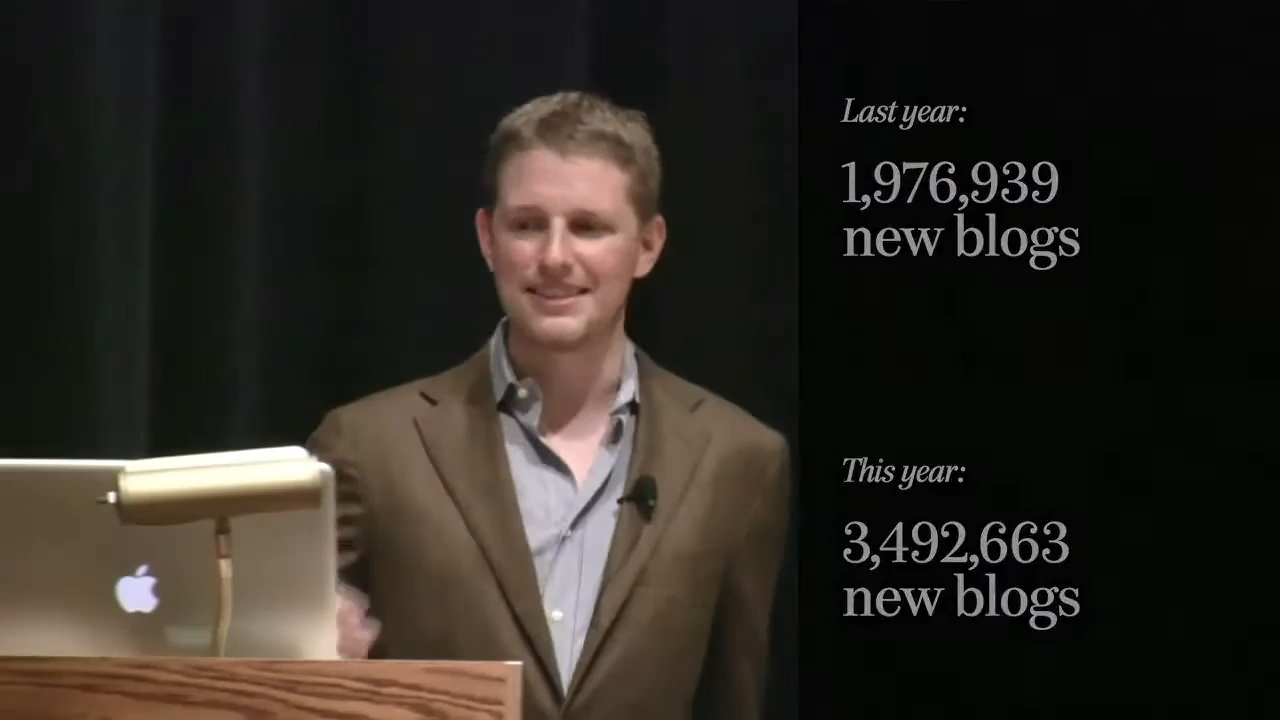 Last year:
1,976,939
new blogs
This year:
3,492,663
new blogs